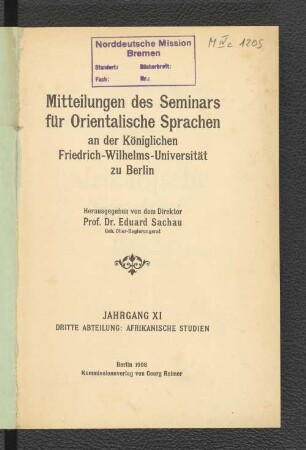 Norddeutsche Mission
Bremen
Standort: Bücherbrett:
Fach: Nr.:
M IV c 1205
Mitteilungen des Seminars
für Orientalische Sprachen
an der Königlichen
Friedrich-Wilhelms-Universität
zu Berlin
Herausgegeben von dem Direktor
Prof. Dr. Eduard Sachau
Geh. Ober-Regierungsrat
JAHRGANG XI
DRITTE ABTEILUNG: AFRIKANISCHE STUDIEN
Berlin 1908
Kommissionsverlag von Georg Reimer